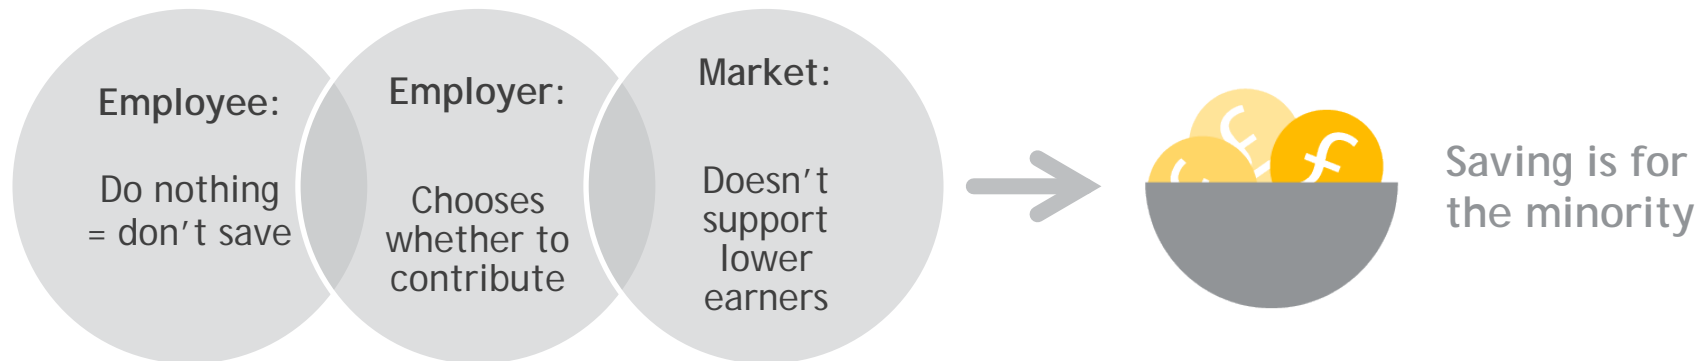 Employee:
Do nothing
= don't save
Employer:
Chooses
whether to
contribute
Market:
Doesn't
support
lower
earners
£
£
£
Saving is for
the minority